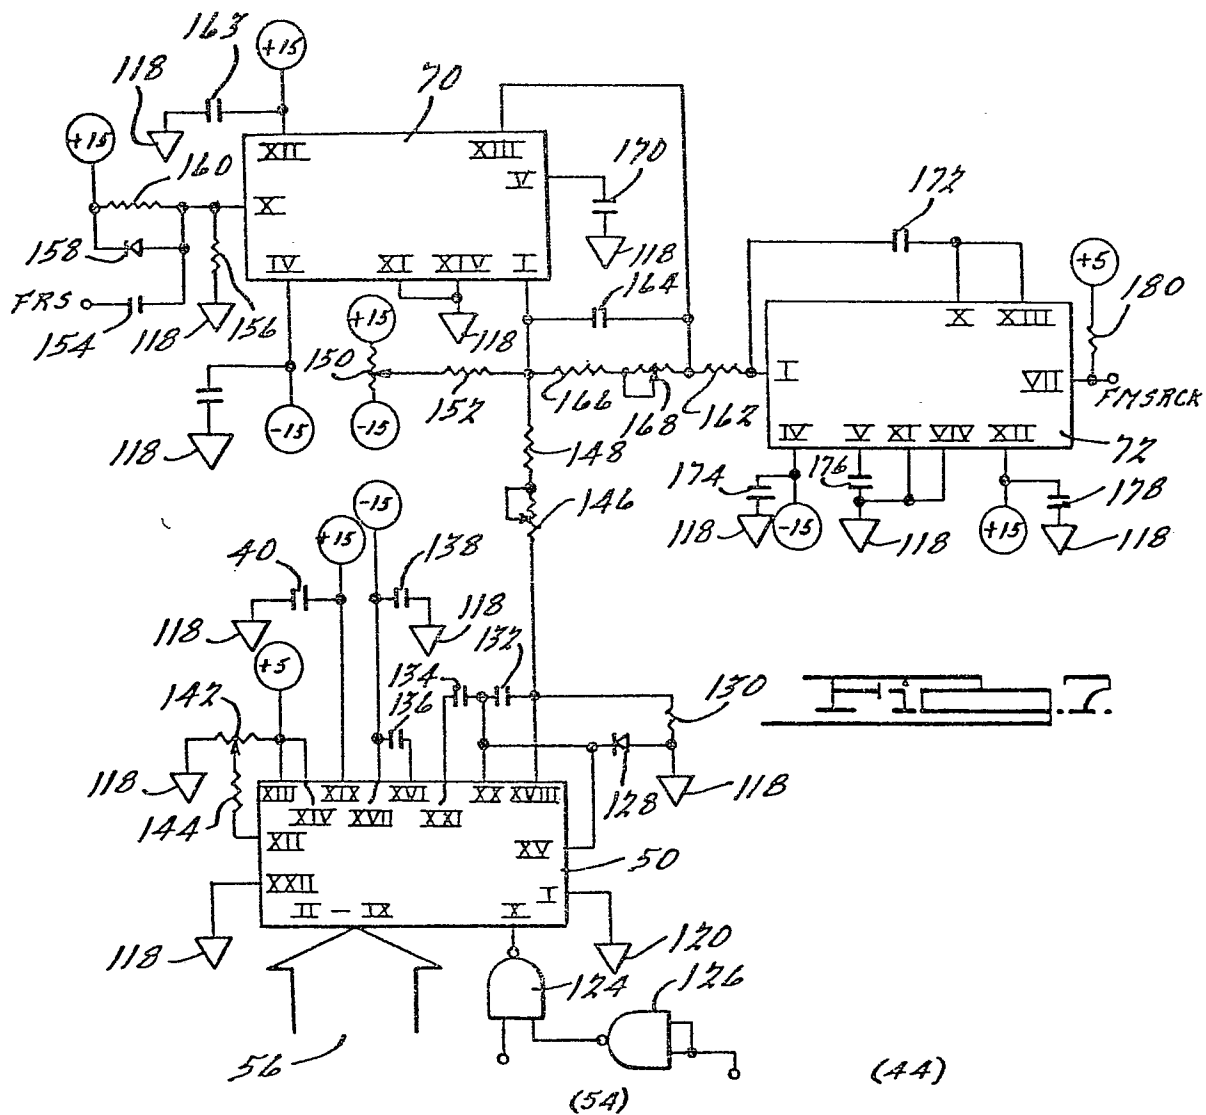 163
+15
118
70
+15
160
XII
XIII
170
V
X
172
158
118
IV
XI
XIV
I
164
+5
180
FRS
154
118
156
+15
118
X
XIII
150
I
VII
152
166
168
162
FMSRCK
118
-15
-15
148
IV
V
XI
VIV
XII
72
174
176
178
-15
146
118
-15
118
+15
118
+15
40
138
118
118
132
+5
134
142
136
130
118
XIII
XIX
XVI
XX
XVIII
128
118
XIV
XVII
XXI
144
XII
XV
50
XXII
I
II - IX
X
118
120
124
126
56
(44)
(54)